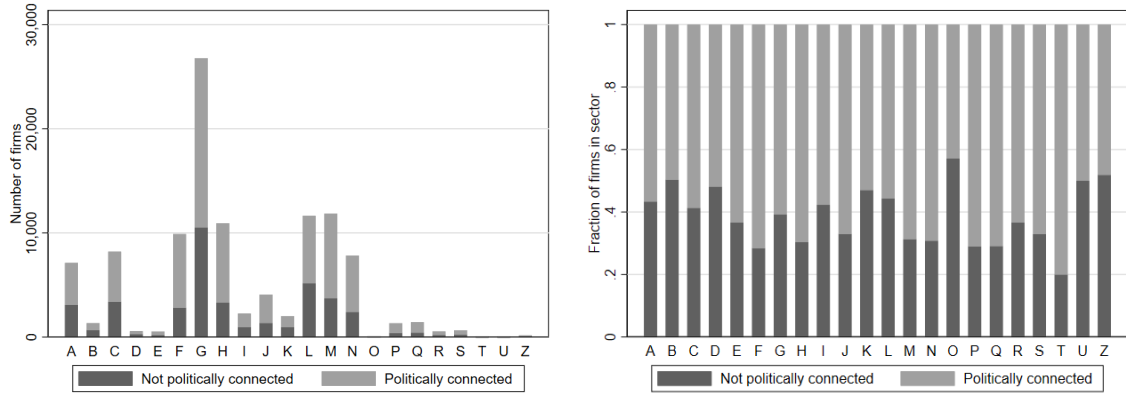 Number of firms
30,000
20,000
10,000
0
A B C D E F G H I J K L M N O P Q R S T U Z
Not politically connected Politically connected
Fraction of firms in sector
1
.8
.6
.4
.2
0
A B C D E F G H I J K L M N O P Q R S T U Z
Not politically connected Politically connected